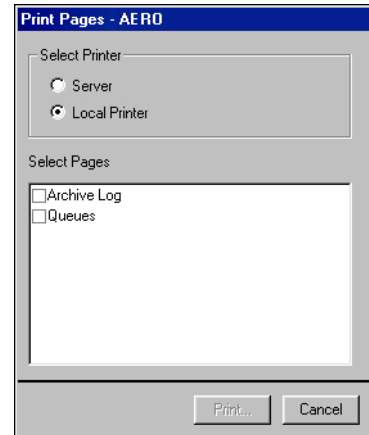 Print Pages - AERO
Select Printer
Server
Local Printer
Select Pages
Archive Log
Queues
Print...
Cancel